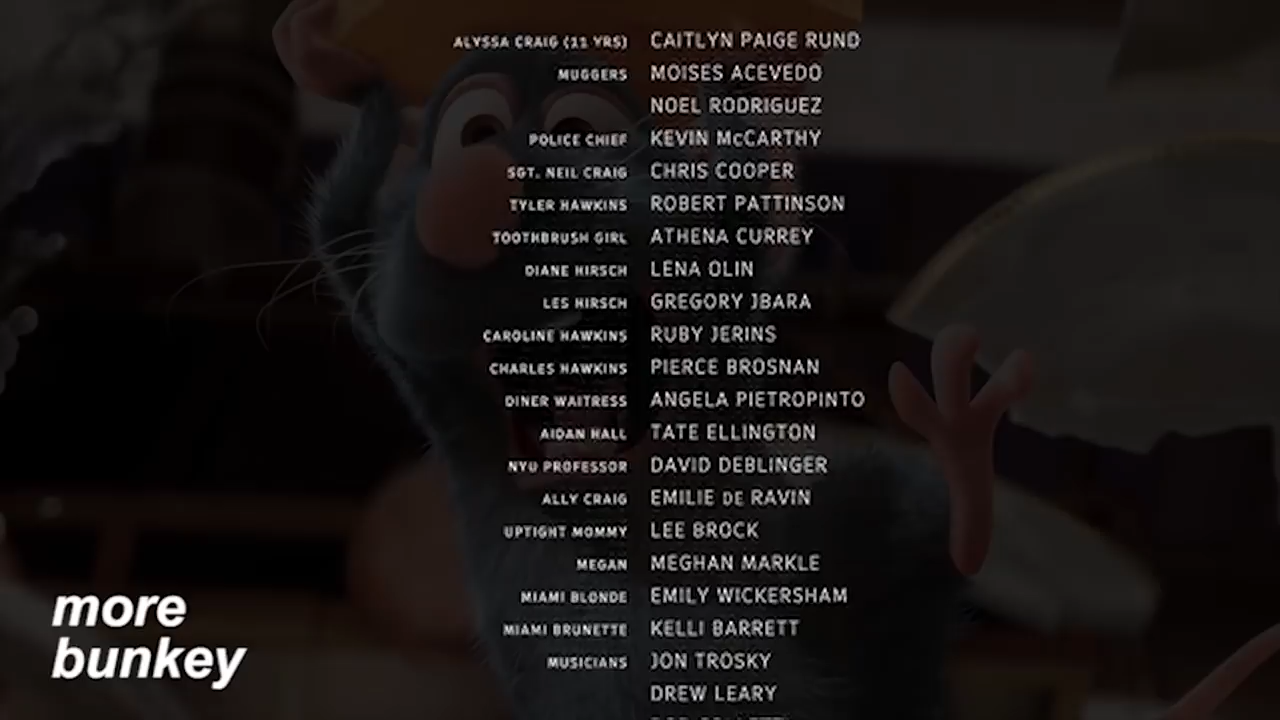 ALYSSA CRAIG (11 YRS) CAITLYN PAIGE RUND
MUGGERS MOISES ACEVEDO
NOEL RODRIGUEZ
POLICE CHIEF KEVIN McCARTHY
SGT. NEIL CRAIG CHRIS COOPER
TYLER HAWKINS ROBERT PATTINSON
TOOTHBRUSH GIRL ATHENA CURREY
DIANE HIRSCH LENA OLIN
LES HIRSCH GREGORY JBARA
CAROLINE HAWKINS RUBY JERINS
CHARLES HAWKINS PIERCE BROSNAN
DINER WAITRESS ANGELA PIETROPINTO
AIDAN HALL TATE ELLINGTON
NYU PROFESSOR DAVID DEBLINGER
ALLY CRAIG EMILIE DE RAVIN
UPTIGHT MOMMY LEE BROCK
MEGAN MEGHAN MARKLE
MIAMI BLONDE EMILY WICKERSHAM
MIAMI BRUNETTE KELLI BARRETT
MUSICIANS JON TROSKY
DREW LEARY
more
bunkey